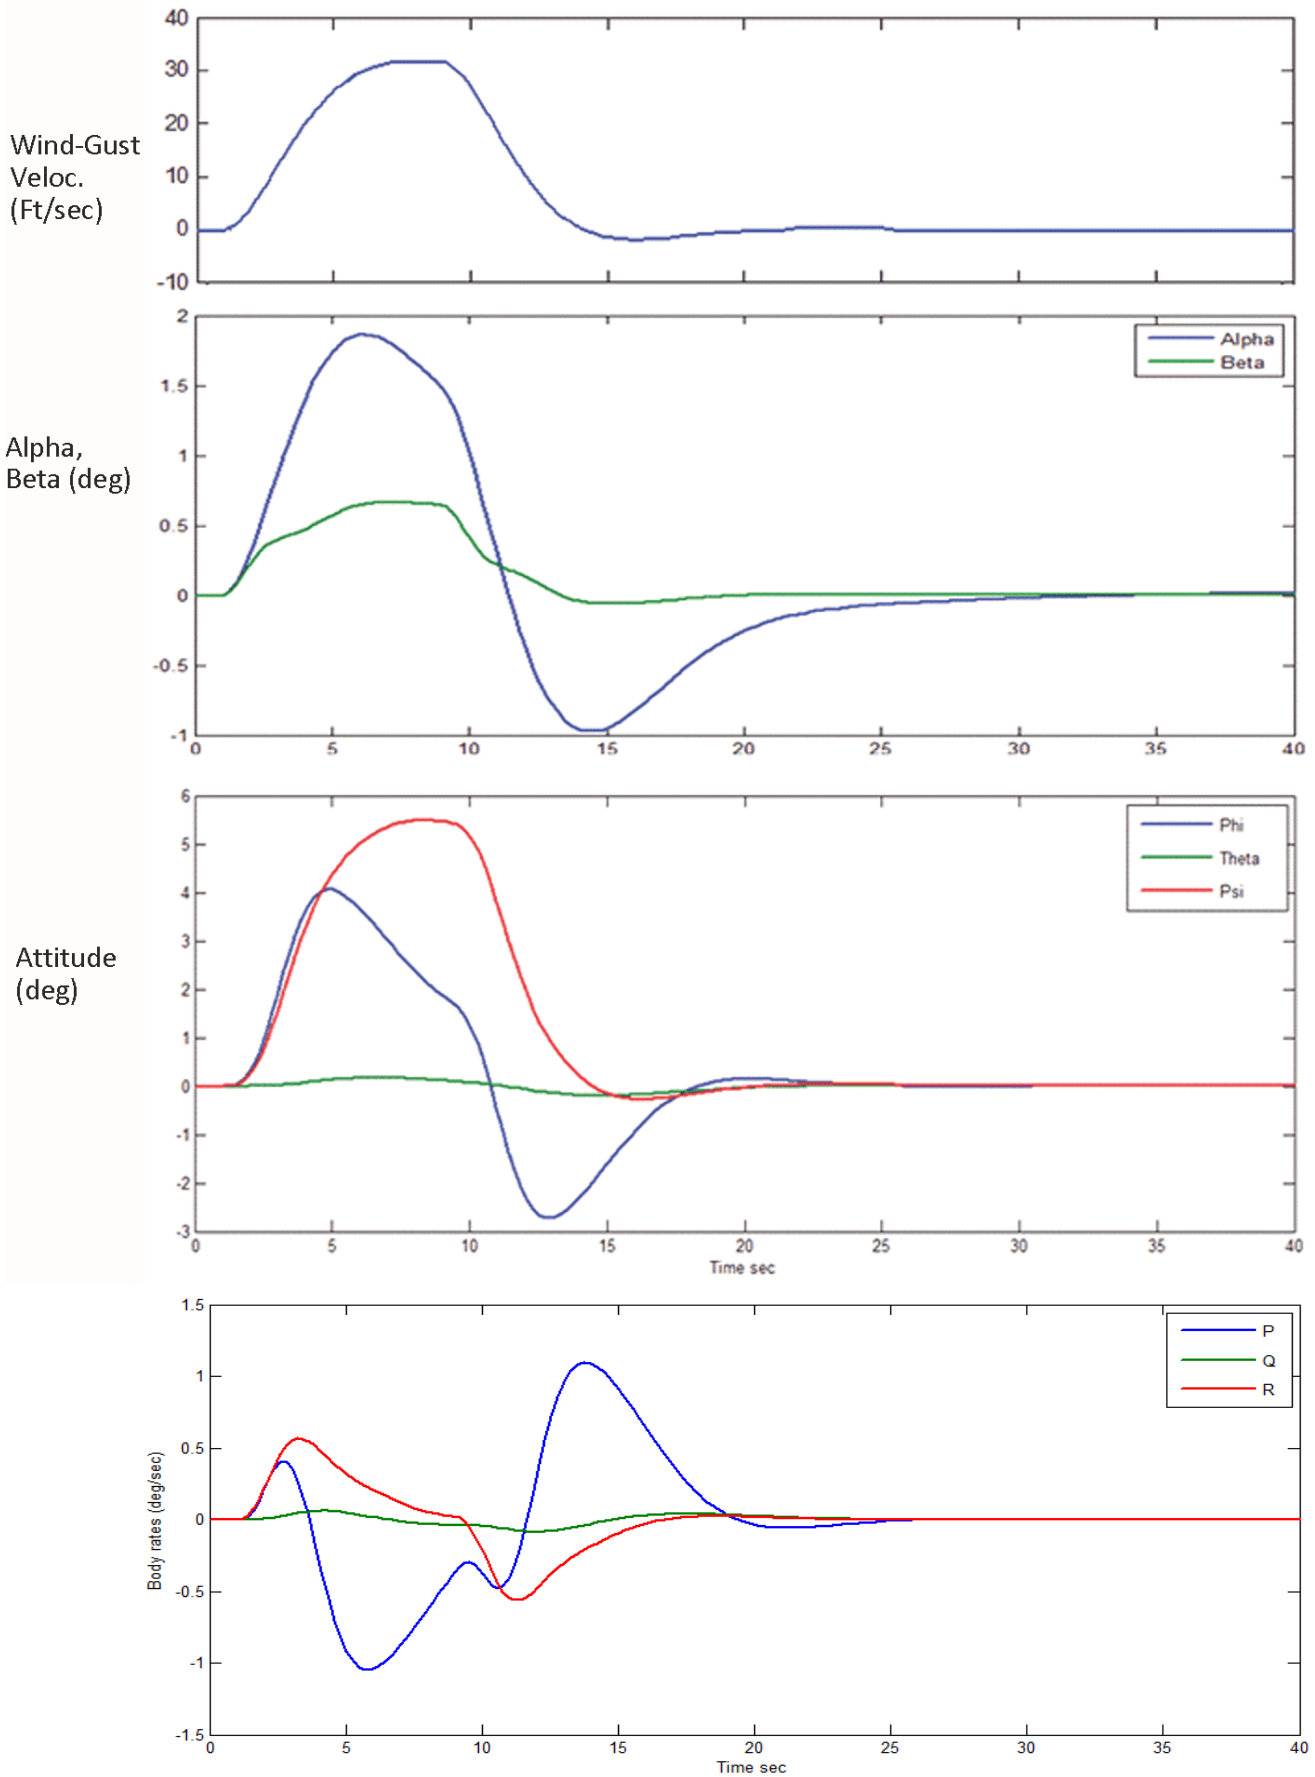 40
30
20
10
0
-10
Wind-Gust
Veloc.
(Ft/sec)
2
1.5
1
0.5
0
-0.5
-1
Alpha,
Beta (deg)
Alpha
Beta
0 5 10 15 20 25 30 35 40
6
5
4
3
2
1
0
-1
-2
-3
Attitude
(deg)
Phi
Theta
Psi
0 5 10 15 20 25 30 35 40
Time sec
1.5
1
0.5
0
-0.5
-1
-1.5
Body rates (deg/sec)
P
Q
R
0 5 10 15 20 25 30 35 40
Time sec